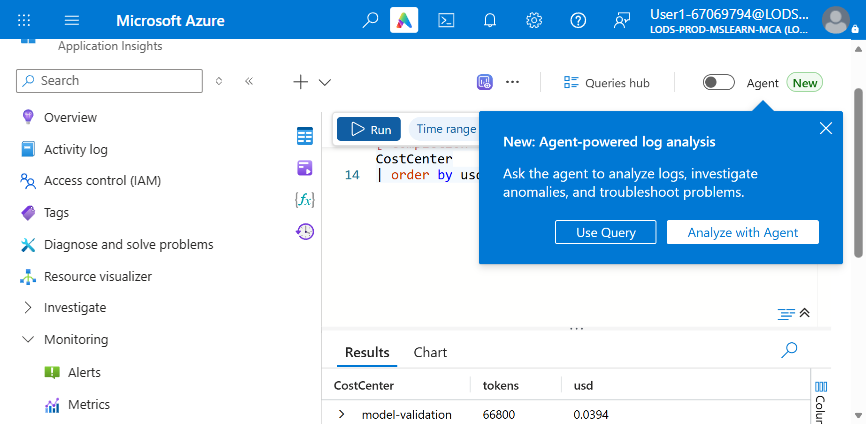 Microsoft Azure
User1-67069794@LODS...
LODS-PROD-MSLEARN-MCA (LO...
Application Insights
Search
Queries hub
Agent
New
Overview
Activity log
Access control (IAM)
Tags
Diagnose and solve problems
Resource visualizer
Investigate
Monitoring
Alerts
Metrics
Run
Time range
CostCenter
14 | order by usd
New: Agent-powered log analysis
Ask the agent to analyze logs, investigate
anomalies, and troubleshoot problems.
Use Query
Analyze with Agent
Results
Chart
CostCenter tokens usd
model-validation 66800 0.0394